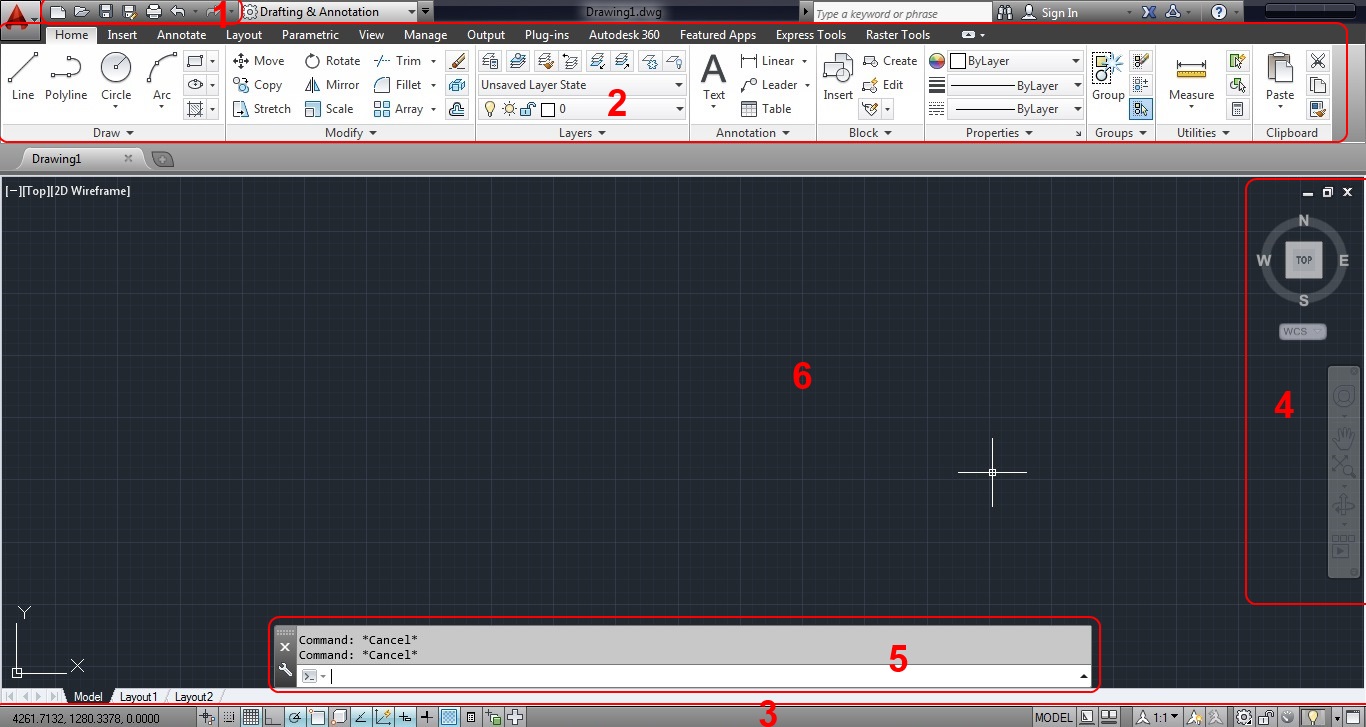 1 Drafting & Annotation Drawing1.dwg Type a keyword or phrase Sign In
Home Insert Annotate Layout Parametric View Manage Output Plug-ins Autodesk 360 Featured Apps Express Tools Raster Tools
Line Polyline Circle Arc
Move Rotate Trim
Copy Mirror Fillet
Stretch Scale Array
Unsaved Layer State
2
0
Text Linear
Leader
Table
Insert Create
Edit
ByLayer
ByLayer
ByLayer
Group Measure Paste
Draw Modify Layers Annotation Block Properties Groups Utilities Clipboard
Drawing1
[−][Top][2D Wireframe]
N
W TOP E
S
WCS
6
4
Y
X
Command: *Cancel*
Command: *Cancel*
5
Model Layout1 Layout2
4261.7132, 1280.3378, 0.0000 3 MODEL 1:1